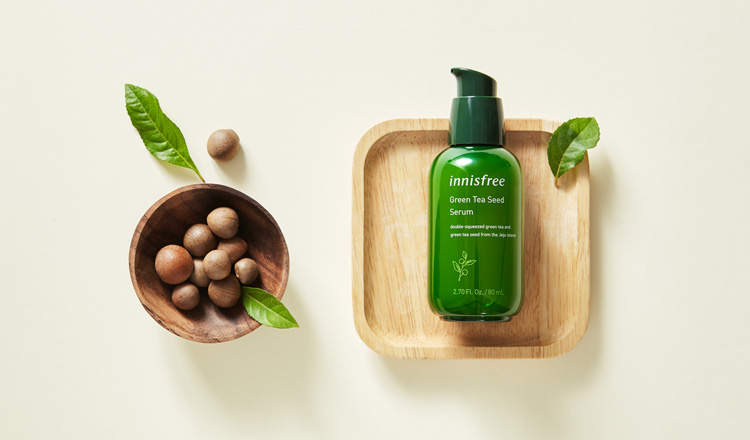 innisfree
Green Tea Seed
Serum
double-squeezed green tea and
green tea seed from the Jeju Island
2.70 Fl. Oz. / 80 mL